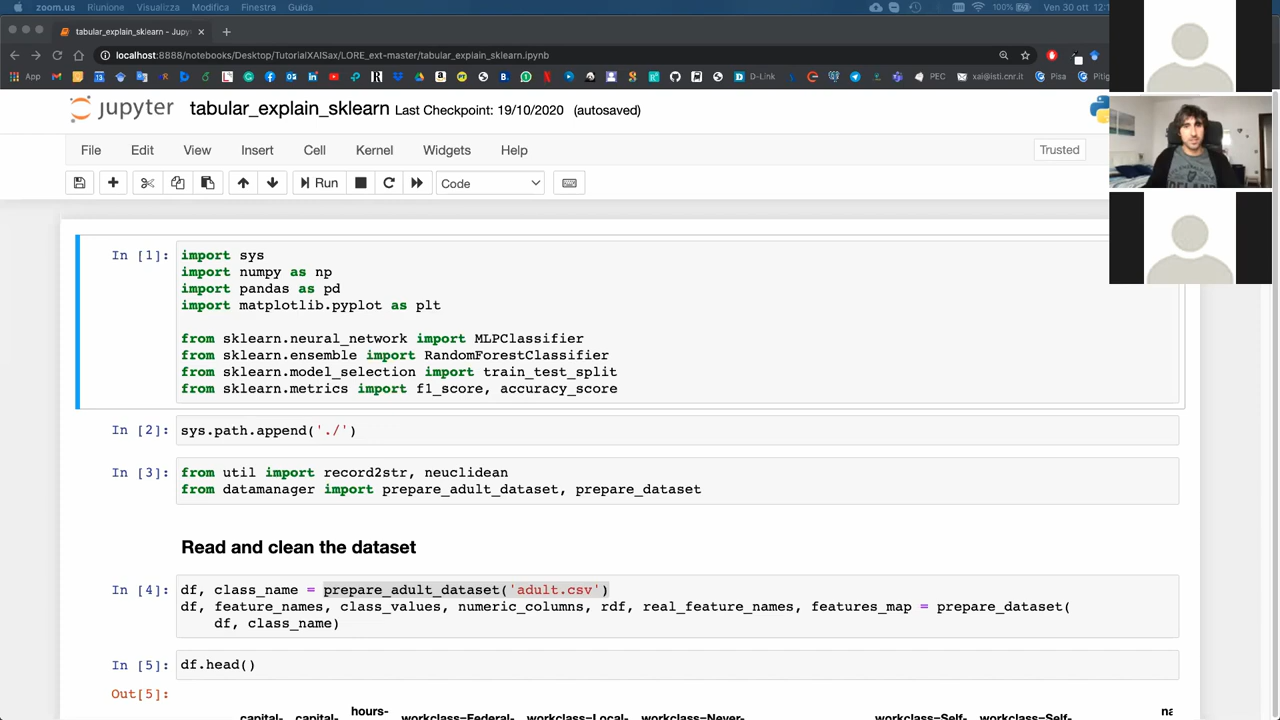 zoom.us Riunione Visualizza Modifica Finestra Guida 100% Ven 30 ott 12:1
tabular_explain_sklearn - Jupy
localhost:8888/notebooks/Desktop/TutorialXAISax/LORE_ext-master/tabular_explain_sklearn.ipynb
App D-Link PEC xai@isti.cnr.it Pisa Pitig
jupyter tabular_explain_sklearn Last Checkpoint: 19/10/2020 (autosaved)
File Edit View Insert Cell Kernel Widgets Help Trusted
Run Code
In [1]: import sys
import numpy as np
import pandas as pd
import matplotlib.pyplot as plt
from sklearn.neural_network import MLPClassifier
from sklearn.ensemble import RandomForestClassifier
from sklearn.model_selection import train_test_split
from sklearn.metrics import f1_score, accuracy_score
In [2]: sys.path.append('./')
In [3]: from util import record2str, neuclidean
from datamanager import prepare_adult_dataset, prepare_dataset
Read and clean the dataset
In [4]: df, class_name = prepare_adult_dataset('adult.csv')
df, feature_names, class_values, numeric_columns, rdf, real_feature_names, features_map = prepare_dataset(
df, class_name)
In [5]: df.head()
Out[5]:
capital- capital- hours- workclass=Federal- workclass=Local- workclass=Never- workclass=Self- workclass=Self- na